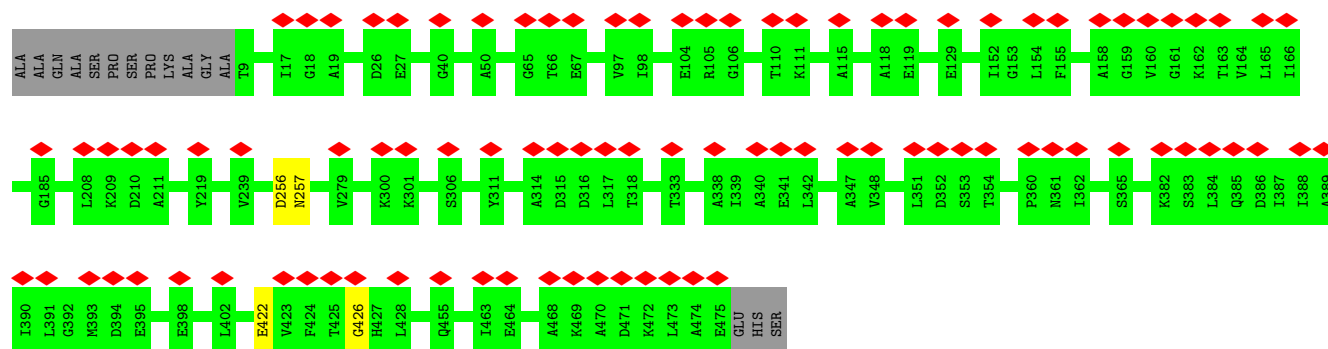 ALA ALA GLN ALA SER PRO SER PRO LYS ALA GLY ALA T9 I17 G18 A19 D26 E27 G40 A50 G65 T66 E67 V97 I98 E104 R105 G106 T110 K111 A115 A118 E119 E129 I152 G153 L154 F155 A158 G159 V160 G161 K162 T163 V164 L165 I166
G185 L208 K209 D210 A211 Y219 V239 D256 N257 V279 K300 K301 S306 Y311 A314 D315 D316 L317 T318 T333 A338 I339 A340 E341 L342 A347 V348 L351 D352 S353 T354 P360 N361 I362 S365 K382 S383 L384 Q385 D386 I387 I388 A389
I390 L391 G392 M393 D394 E395 E398 L402 E422 V423 F424 T425 G426 H427 L428 Q455 I463 E464 A468 K469 A470 D471 K472 L473 A474 E475 GLU HIS SER